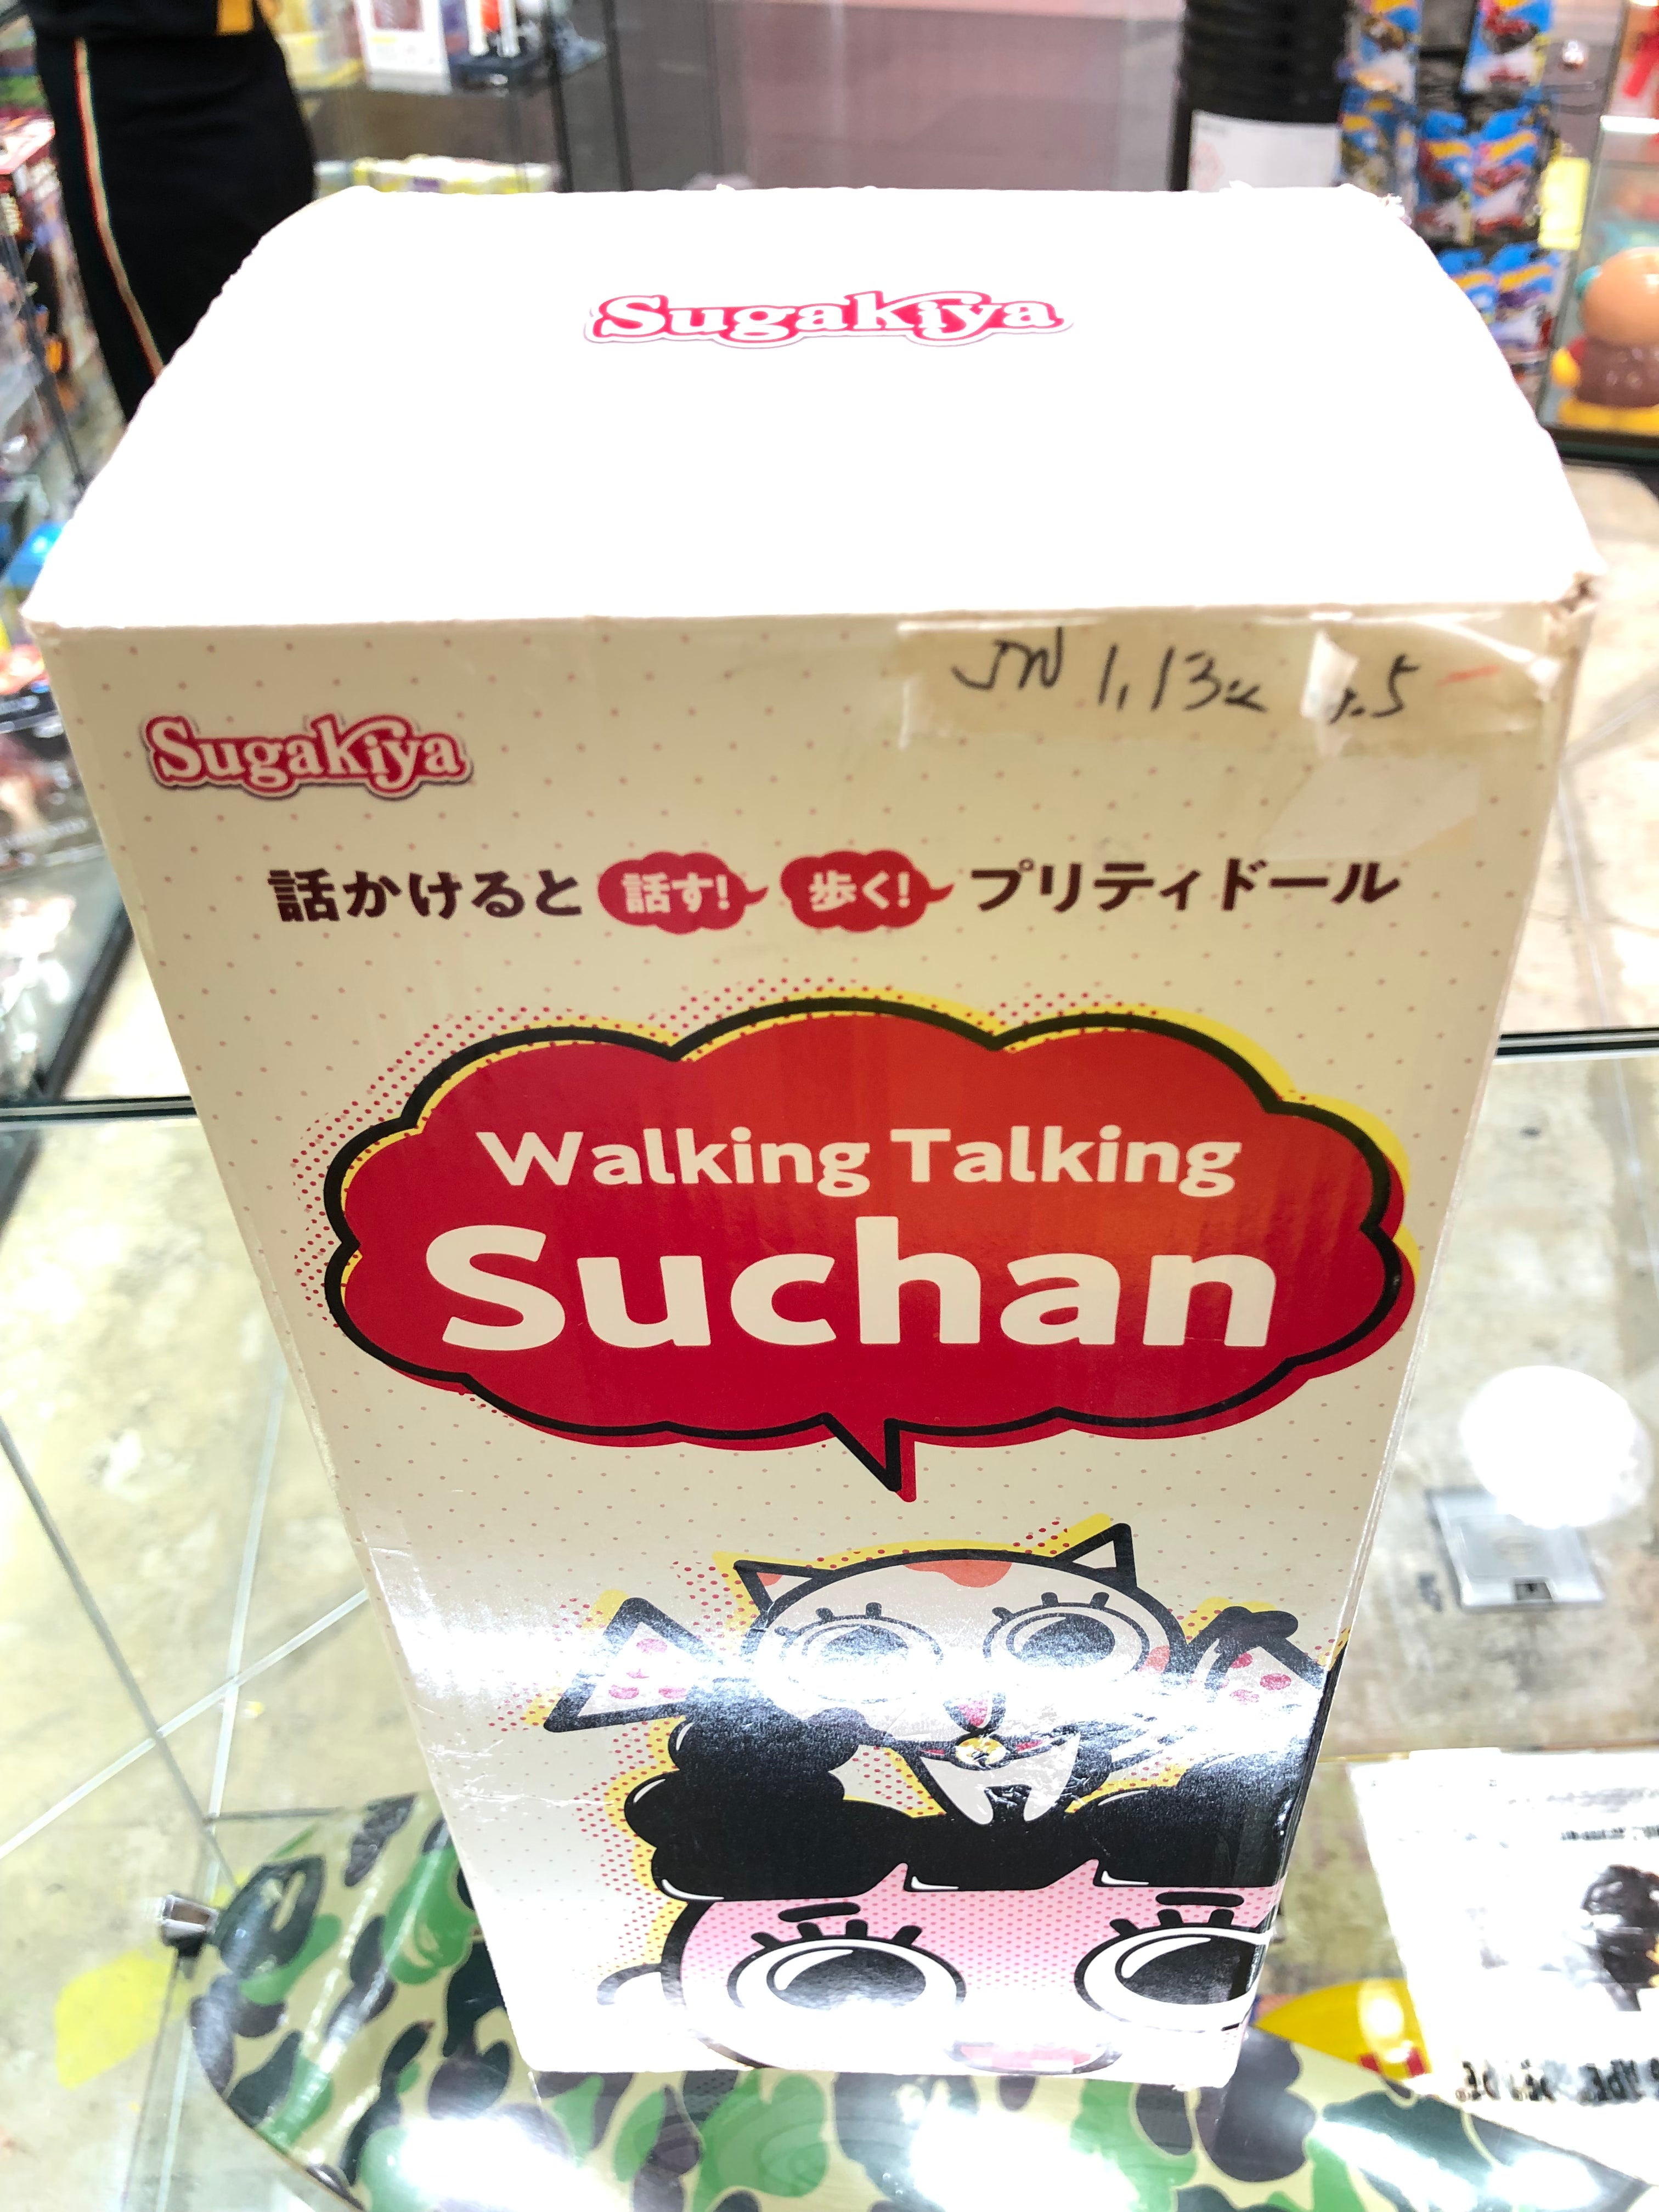 Sugakiya
Sugakiya
話かけると 話す! 歩く! プリティドール
Walking Talking
Suchan